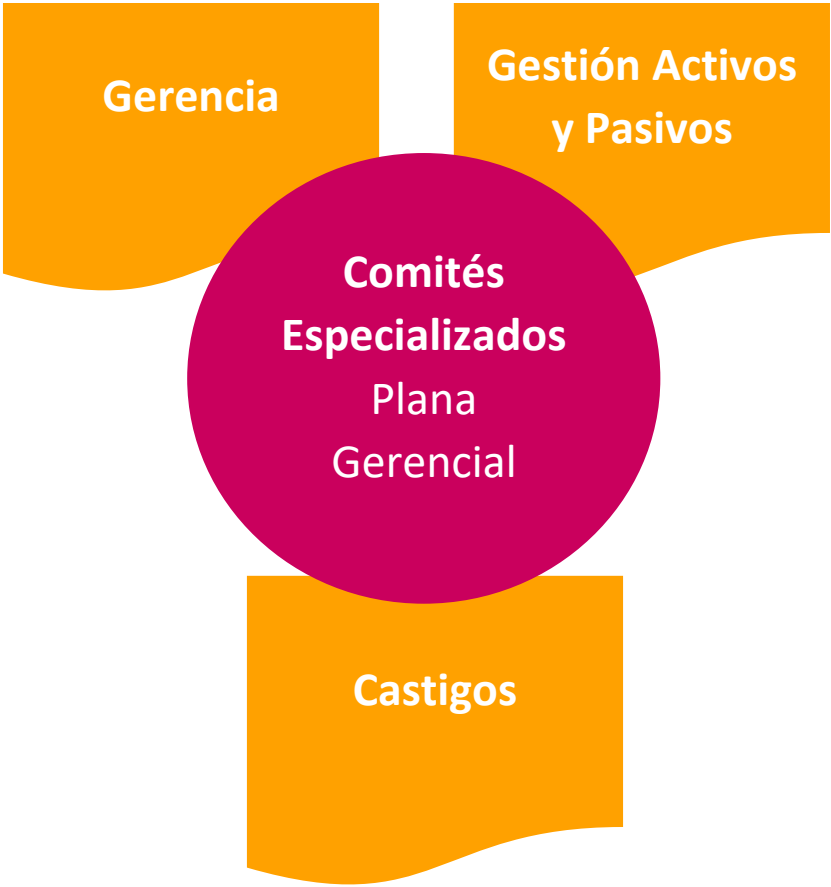 Gerencia
Gestión Activos
y Pasivos
Comités
Especializados
Plana
Gerencial
Castigos